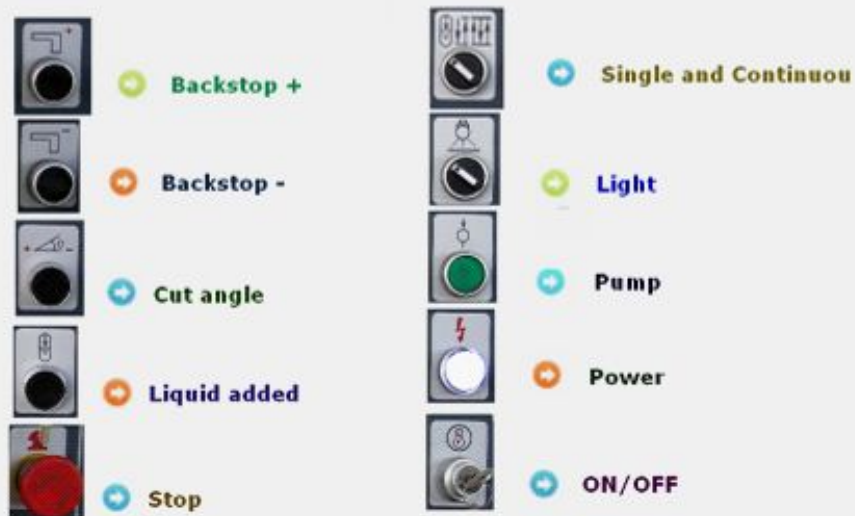 Backstop +
Backstop -
Cut angle
Liquid added
Stop
Single and Continuou
Light
Pump
Power
ON/OFF